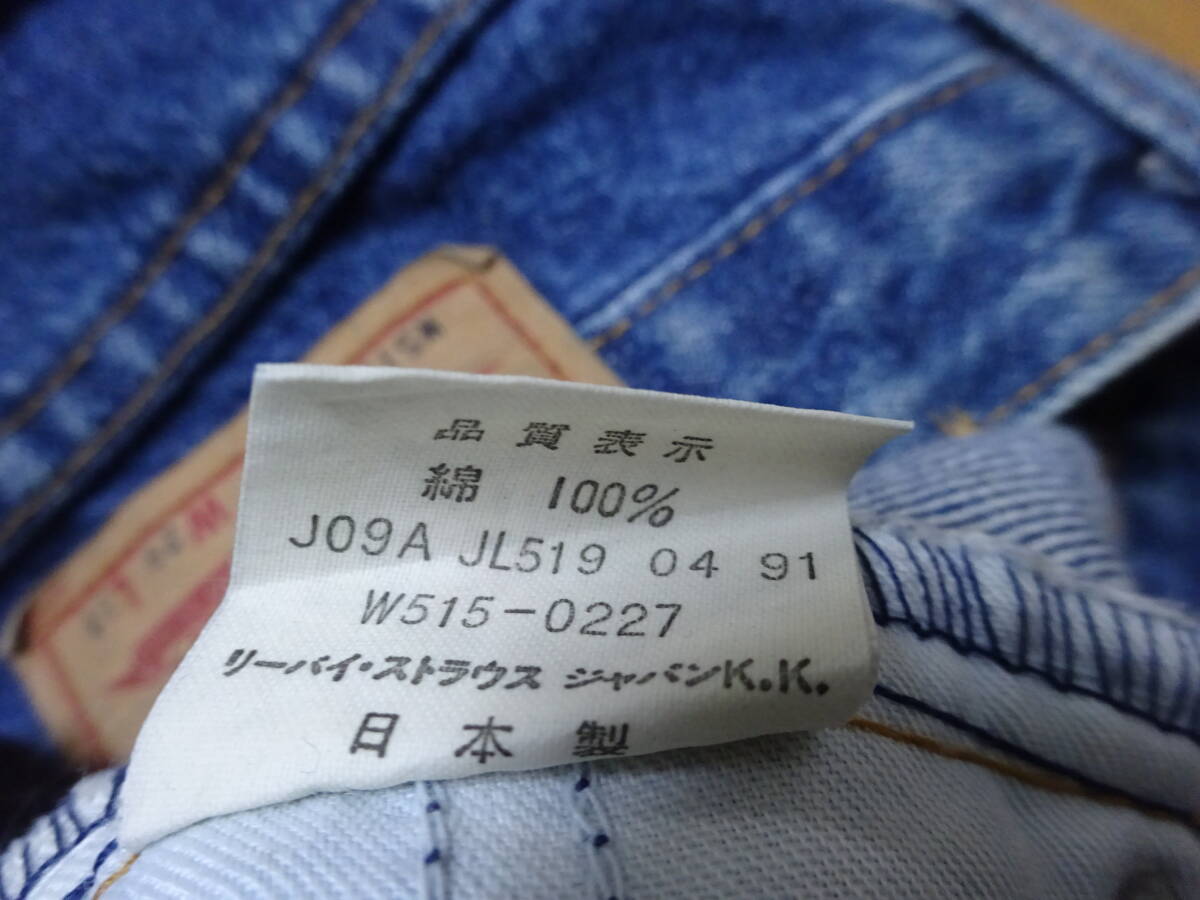 品質表示
綿 100%
J09A JL519 04 91
W515-0227
リーバイ・ストラウス ジャパンK.K.
日本製
W L